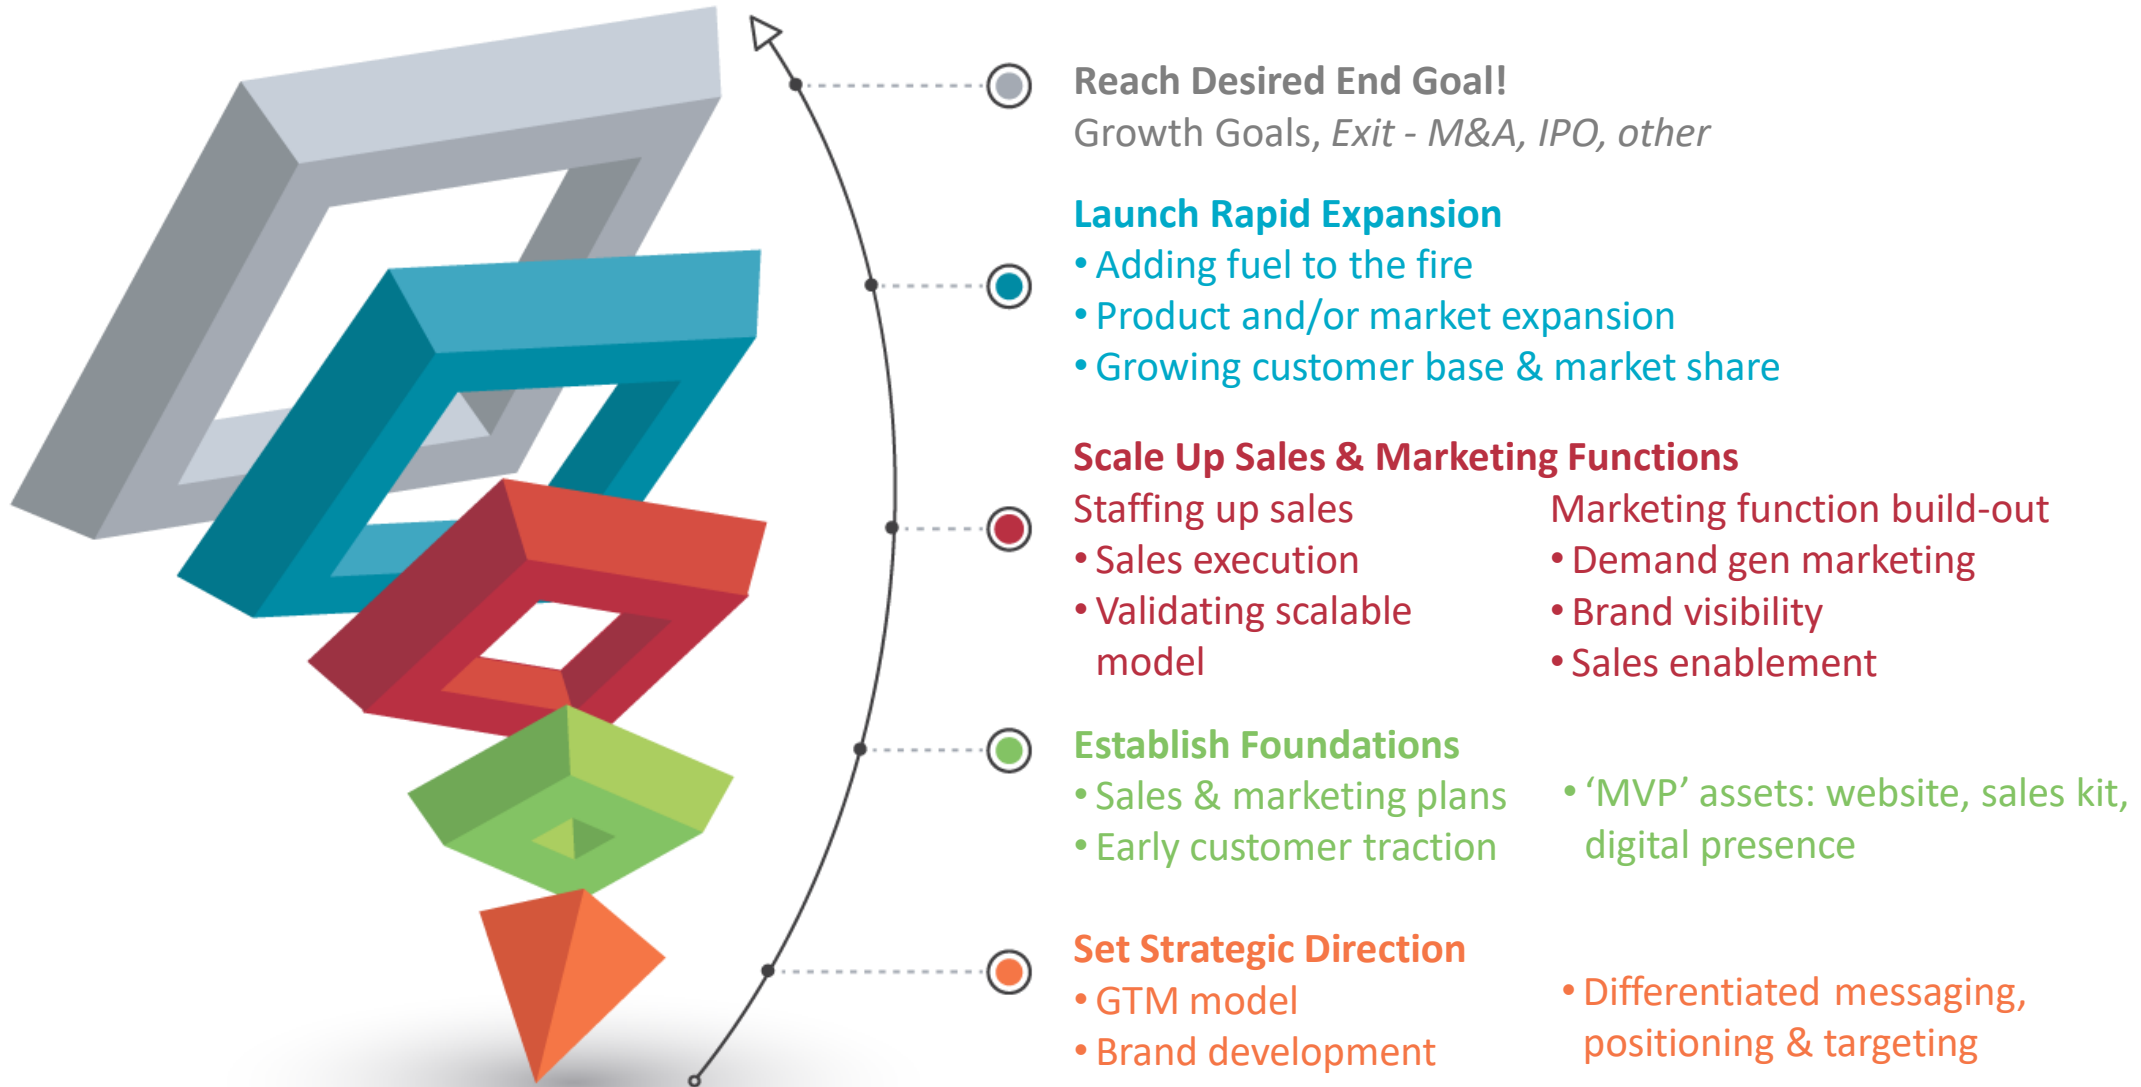 Reach Desired End Goal!
Growth Goals, Exit - M&A, IPO, other
Launch Rapid Expansion
• Adding fuel to the fire
• Product and/or market expansion
• Growing customer base & market share
Scale Up Sales & Marketing Functions
Staffing up sales
• Sales execution
• Validating scalable
model
Marketing function build-out
• Demand gen marketing
• Brand visibility
• Sales enablement
Establish Foundations
• Sales & marketing plans
• Early customer traction
• ‘MVP’ assets: website, sales kit,
digital presence
Set Strategic Direction
• GTM model
• Brand development
• Differentiated messaging,
positioning & targeting